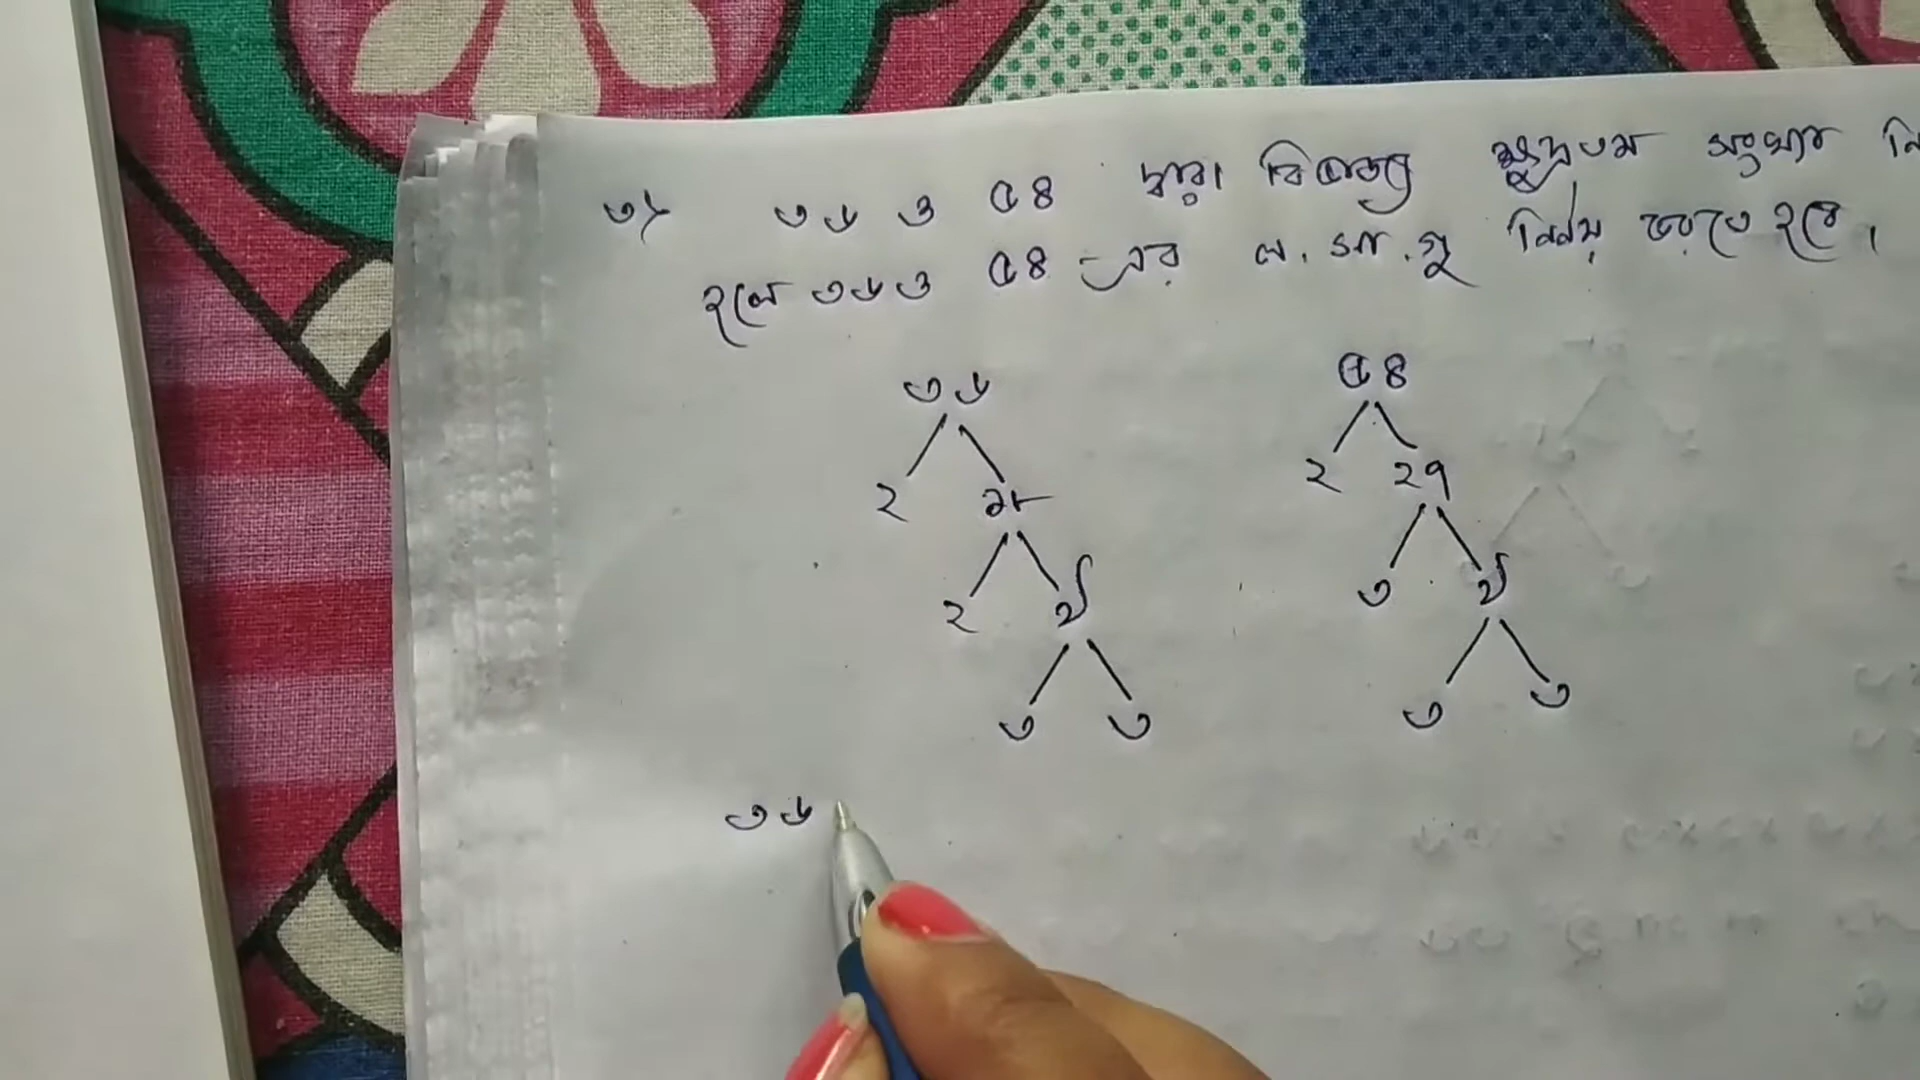 ৩) ৩৬ ও ৫৪ দ্বারা বিভাজ্য ক্ষুদ্রতম সংখ্যা নি
হলে ৩৬ ও ৫৪ -এর ল.সা.গু নির্ণয় করতে হবে।
৩৬ ৫৪
২ ১৮ ২ ২৭
২ ৯ ৩ ৯
৩ ৩ ৩ ৩
৩৬